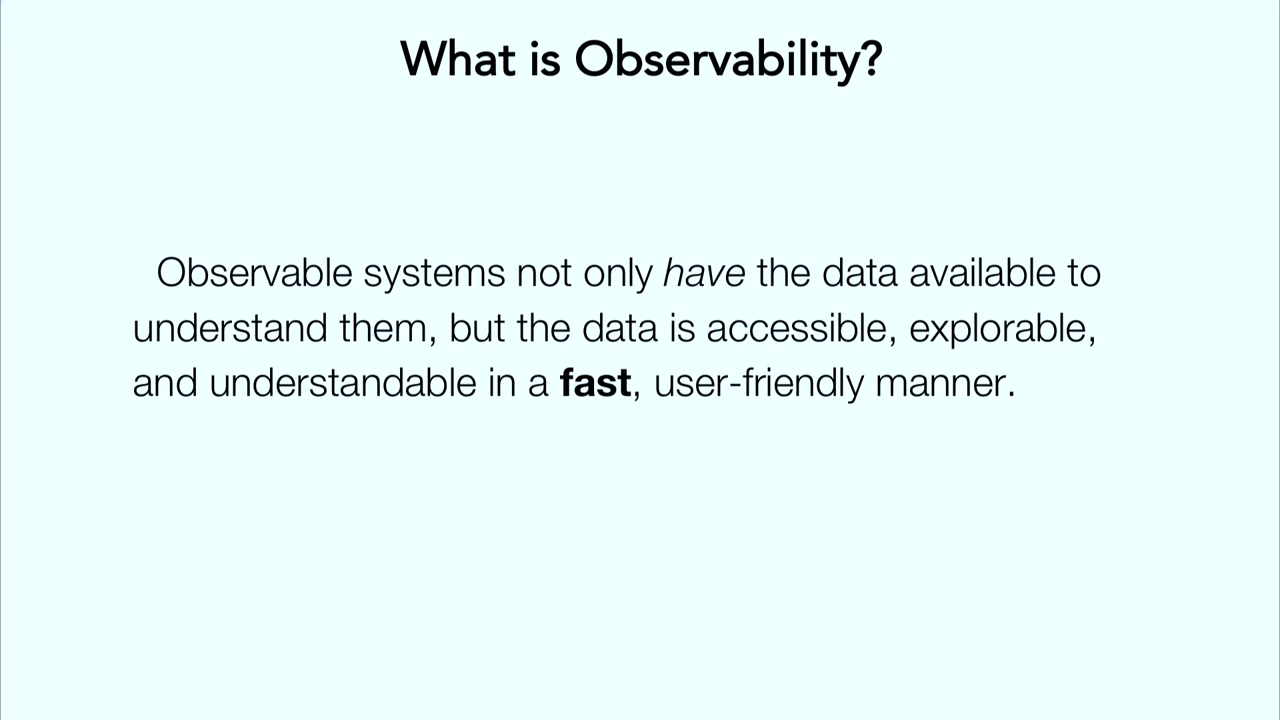 What is Observability?
Observable systems not only have the data available to
understand them, but the data is accessible, explorable,
and understandable in a fast, user-friendly manner.